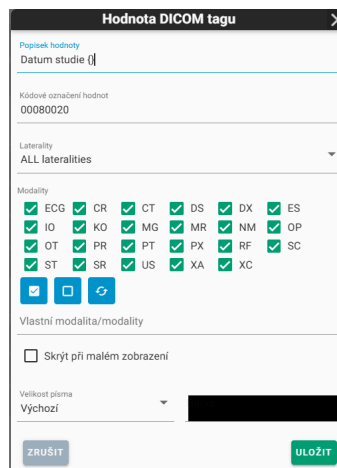 Hodnota DICOM tagu
Popisek hodnoty
Datum studie {}
Kódové označení hodnot
00080020
Laterality
ALL lateralities
Modality
ECG CR CT DS DX ES
IO KO MG MR NM OP
OT PR PT PX RF SC
ST SR US XA XC
Vlastní modalita/modality
Skrýt při malém zobrazení
Velikost písma
Výchozí
ZRUŠIT ULOŽIT